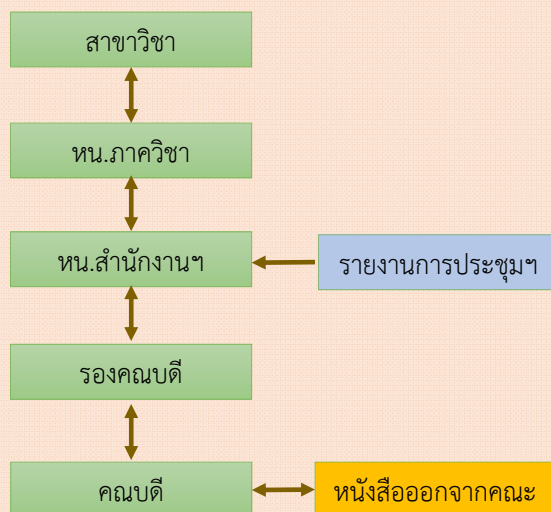 สาขาวิชา
หน.ภาควิชา
หน.สำนักงานฯ
รายงานการประชุมฯ
รองคณบดี
คณบดี
หนังสือออกจากคณะ